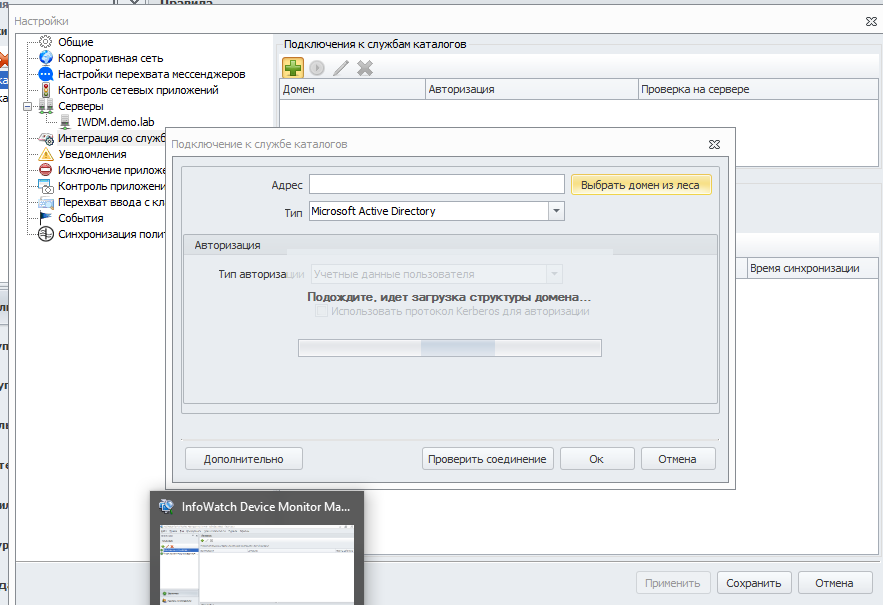 Правила
Настройки
Общие
Корпоративная сеть
Настройки перехвата мессенджеров
Контроль сетевых приложений
Серверы
IWDM.demo.lab
Интеграция со служб
Уведомления
Исключение приложе
Контроль приложени
Перехват ввода с кл
События
Синхронизация полит
Подключения к службам каталогов
Домен Авторизация Проверка на сервере
Подключение к службе каталогов
Адрес Выбрать домен из леса
Тип Microsoft Active Directory
Авторизация
Тип авторизации Учетные данные пользователя
Подождите, идет загрузка структуры домена...
Использовать протокол Kerberos для авторизации
Дополнительно Проверить соединение Ок Отмена
Время синхронизации
InfoWatch Device Monitor Ma...
Применить Сохранить Отмена